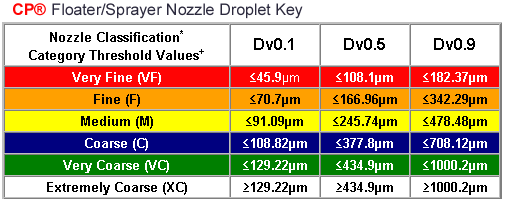 CP® Floater/Sprayer Nozzle Droplet Key
Nozzle Classification* Dv0.1 Dv0.5 Dv0.9
Category Threshold Values+
Very Fine (VF) ≤45.9µm ≤108.1µm ≤182.37µm
Fine (F) ≤70.7µm ≤166.96µm ≤342.29µm
Medium (M) ≤91.09µm ≤245.74µm ≤478.48µm
Coarse (C) ≤108.82µm ≤377.8µm ≤708.12µm
Very Coarse (VC) ≤129.22µm ≤434.9µm ≤1000.2µm
Extremely Coarse (XC) ≥129.22µm ≥434.9µm ≥1000.2µm